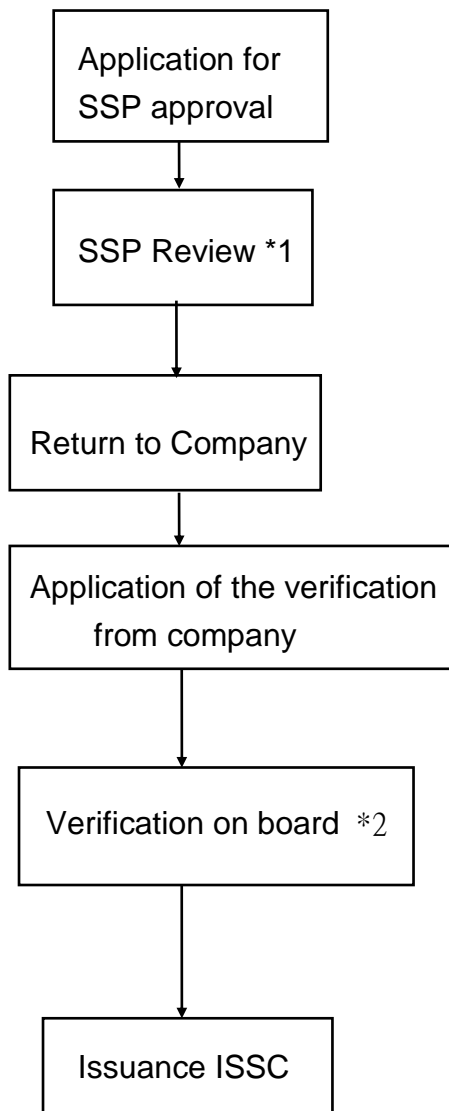 Application for
SSP approval
SSP Review *1
Return to Company
Application of the verification
from company
Verification on board *2
Issuance ISSC